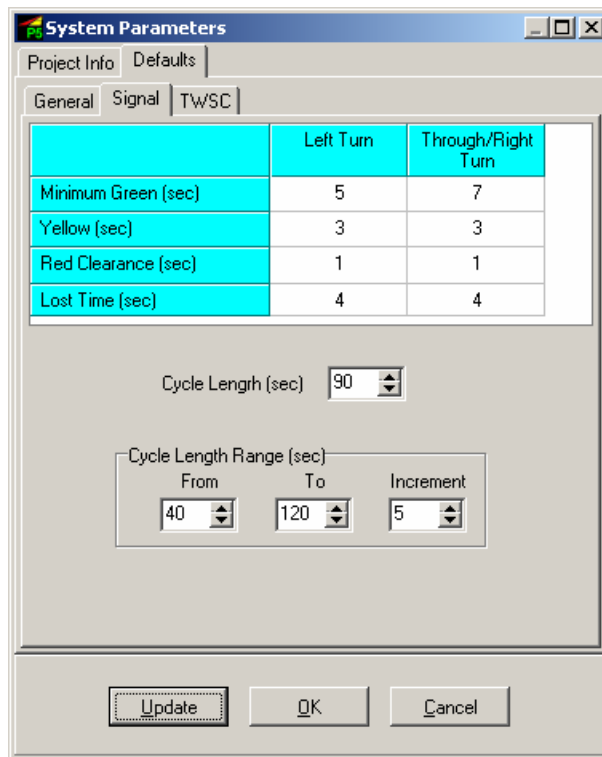 P5 System Parameters
Project Info Defaults
General Signal TWSC
Left Turn Through/Right Turn
Minimum Green (sec) 5 7
Yellow (sec) 3 3
Red Clearance (sec) 1 1
Lost Time (sec) 4 4
Cycle Lengrh (sec) 90
Cycle Length Range (sec)
From To Increment
40 120 5
Update OK Cancel